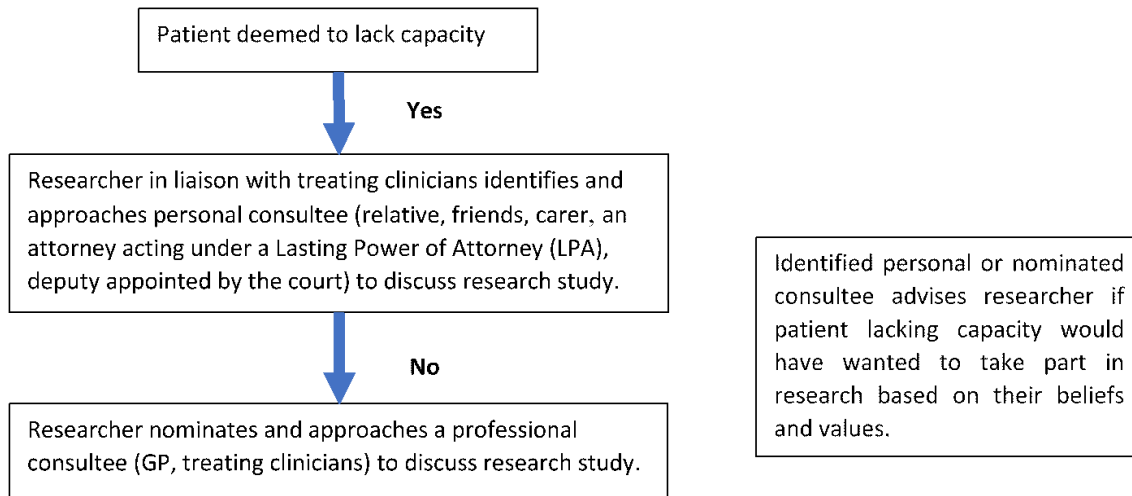 Patient deemed to lack capacity
Yes
Researcher in liaison with treating clinicians identifies and
approaches personal consultee (relative, friends, carer, an
attorney acting under a Lasting Power of Attorney (LPA),
deputy appointed by the court) to discuss research study.
No
Researcher nominates and approaches a professional
consultee (GP, treating clinicians) to discuss research study.
Identified personal or nominated
consultee advises researcher if
patient lacking capacity would
have wanted to take part in
research based on their beliefs
and values.